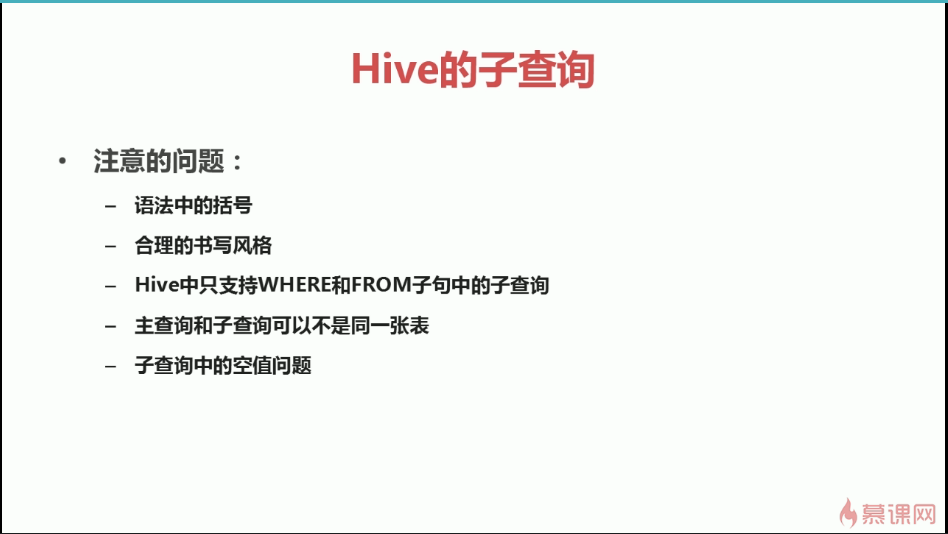 Hive的子查询
• 注意的问题：
– 语法中的括号
– 合理的书写风格
– Hive中只支持WHERE和FROM子句中的子查询
– 主查询和子查询可以不是同一张表
– 子查询中的空值问题
慕课网